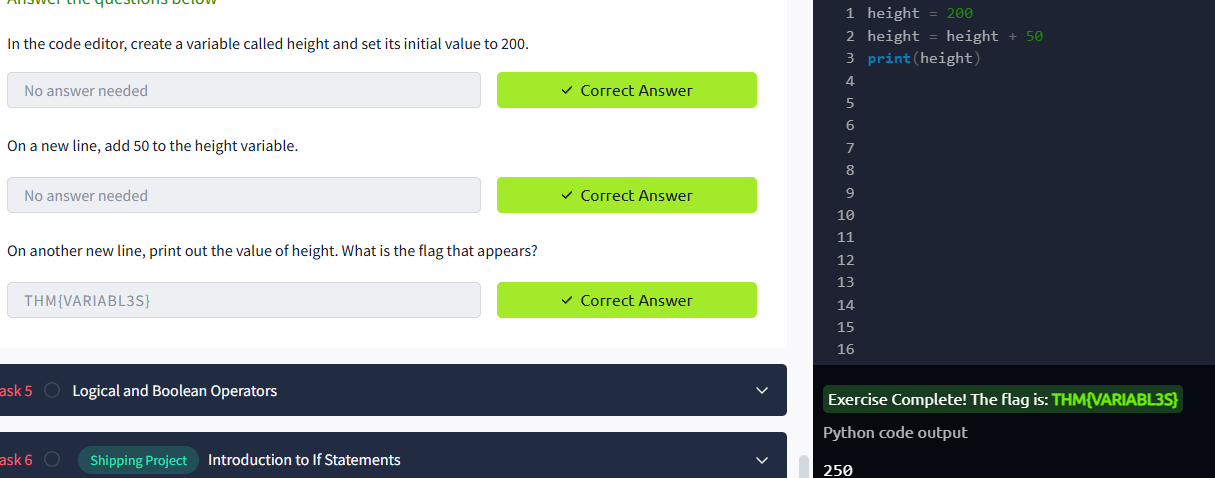 Answer the questions below
In the code editor, create a variable called height and set its initial value to 200.
No answer needed
✓ Correct Answer
On a new line, add 50 to the height variable.
No answer needed
✓ Correct Answer
On another new line, print out the value of height. What is the flag that appears?
THM{VARIABL3S}
✓ Correct Answer
ask 5 Logical and Boolean Operators
ask 6 Shipping Project Introduction to If Statements
1 height = 200
2 height = height + 50
3 print(height)
4
5
6
7
8
9
10
11
12
13
14
15
16
Exercise Complete! The flag is: THM{VARIABL3S}
Python code output
250